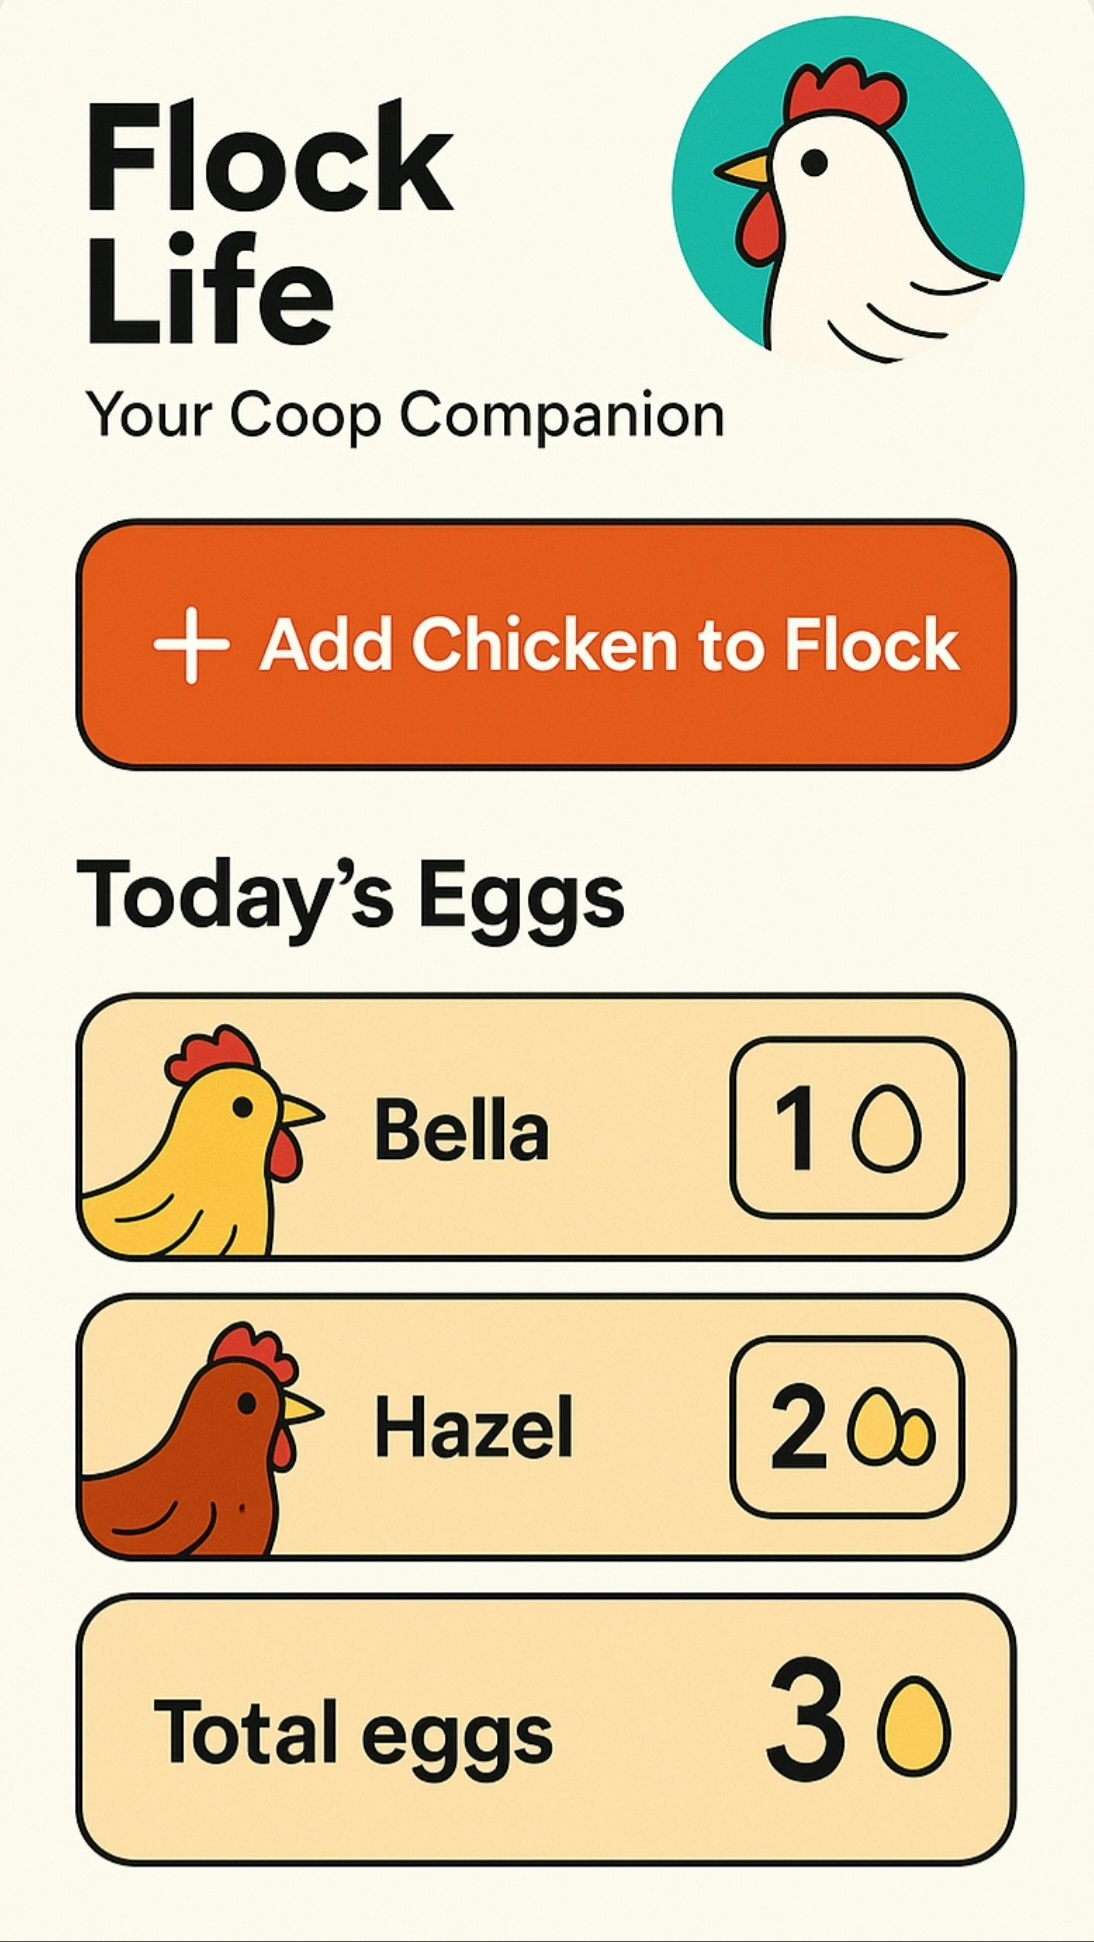 Flock
Life
Your Coop Companion
+ Add Chicken to Flock
Today’s Eggs
Bella
1
Hazel
2
Total eggs
3